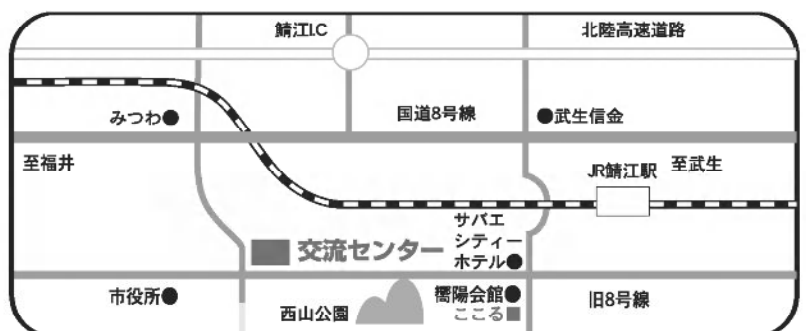 鯖江I.C
北陸高速道路
みつわ●
国道8号線
●武生信金
至福井
JR鯖江駅
至武生
サバエ
シティー
ホテル●
交流センター
市役所●
西山公園
嚮陽会館●
こころ■
旧8号線